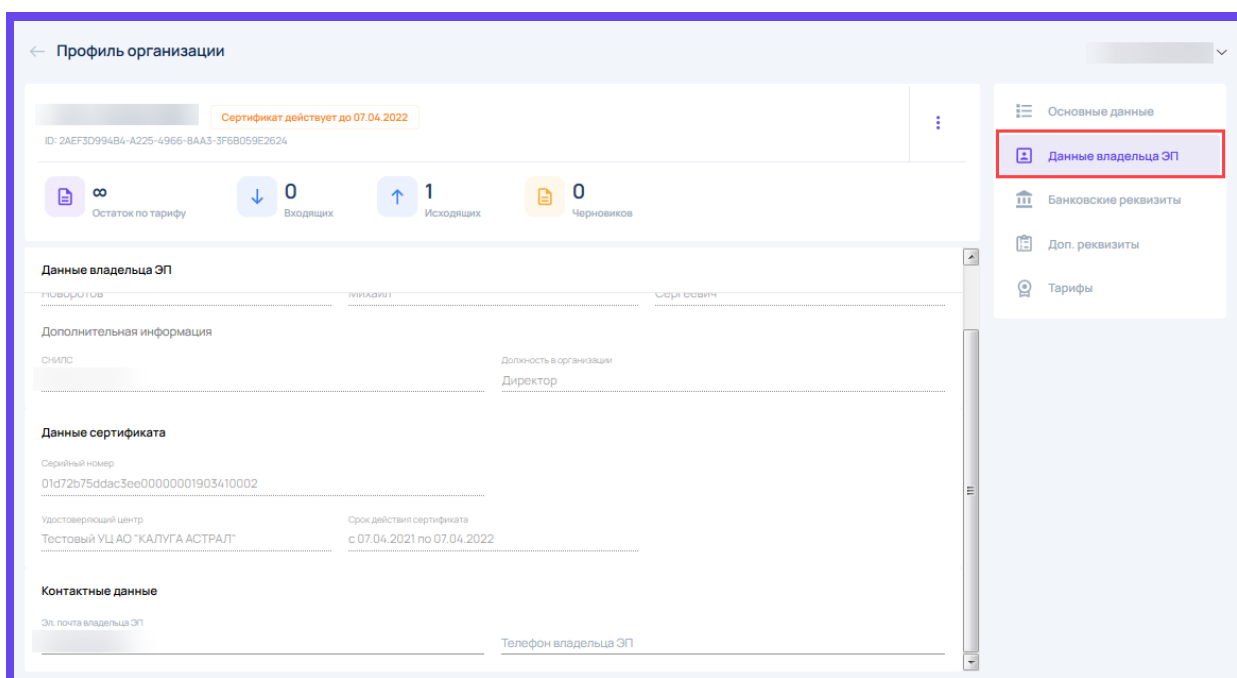 Профиль организации
Сертификат действует до 07.04.2022
ID: 2AEF3D994B4-A225-4966-8AA3-3F6B059E2624
∞
Остаток по тарифу
0
Входящих
1
Исходящих
0
Черновиков
Основные данные
Данные владельца ЭП
Банковские реквизиты
Доп. реквизиты
Тарифы
Данные владельца ЭП
Новоротов Михаил Сергеевич
Дополнительная информация
СНИЛС Должность в организации
Директор
Данные сертификата
Серийный номер
01d72b75ddac3ee00000001903410002
Удостоверяющий центр Срок действия сертификата
Тестовый УЦ АО "КАЛУГА АСТРАЛ" с 07.04.2021 по 07.04.2022
Контактные данные
Эл. почта владельца ЭП
Телефон владельца ЭП